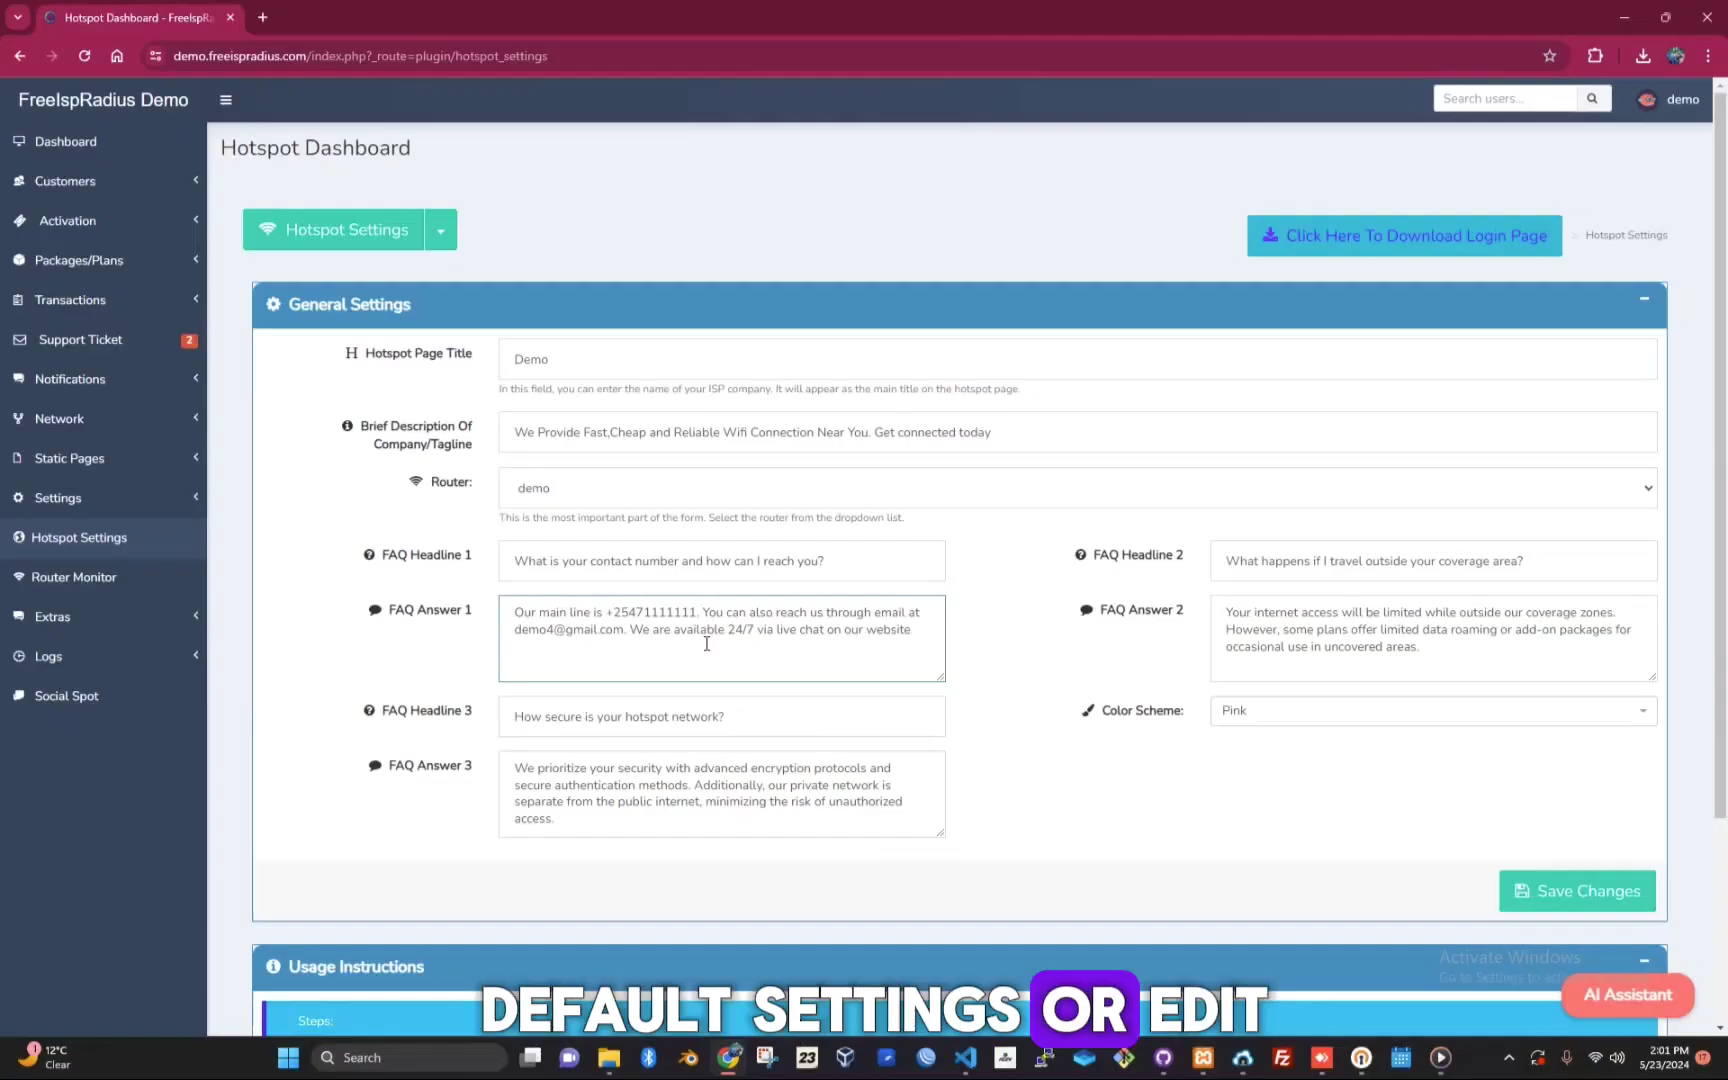 Hotspot Dashboard - FreeIspRa
demo.freeispradius.com/index.php?_route=plugin/hotspot_settings
FreeIspRadius Demo
Search users...
demo
Dashboard
Customers
Activation
Packages/Plans
Transactions
Support Ticket
2
Notifications
Network
Static Pages
Settings
Hotspot Settings
Router Monitor
Extras
Logs
Social Spot
Hotspot Dashboard
Hotspot Settings
Click Here To Download Login Page
> Hotspot Settings
General Settings
Hotspot Page Title
Demo
In this field, you can enter the name of your ISP company. It will appear as the main title on the hotspot page.
Brief Description Of
Company/Tagline
We Provide Fast,Cheap and Reliable Wifi Connection Near You. Get connected today
Router:
demo
This is the most important part of the form. Select the router from the dropdown list.
FAQ Headline 1
What is your contact number and how can I reach you?
FAQ Headline 2
What happens if I travel outside your coverage area?
FAQ Answer 1
Our main line is +25471111111. You can also reach us through email at
demo4@gmail.com. We are available 24/7 via live chat on our website
FAQ Answer 2
Your internet access will be limited while outside our coverage zones.
However, some plans offer limited data roaming or add-on packages for
occasional use in uncovered areas.
FAQ Headline 3
How secure is your hotspot network?
Color Scheme:
Pink
FAQ Answer 3
We prioritize your security with advanced encryption protocols and
secure authentication methods. Additionally, our private network is
separate from the public internet, minimizing the risk of unauthorized
access.
Save Changes
Usage Instructions
Activate Windows
Go to Settings to
AI Assistant
Steps:
DEFAULT SETTINGS OR EDIT
1
12°C
Clear
Search
23
2:01 PM
5/23/2024
17